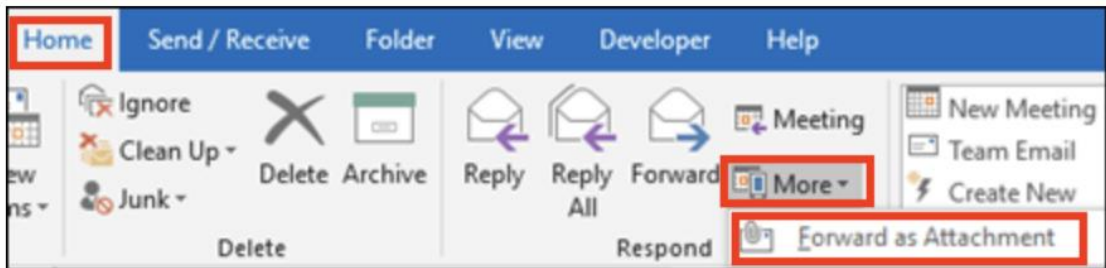 Home Send / Receive Folder View Developer Help
Ignore
Clean Up
Junk
Delete
Archive
Reply
Reply All
Forward
Meeting
More
New Meeting
Team Email
Create New
Delete
Respond
Forward as Attachment